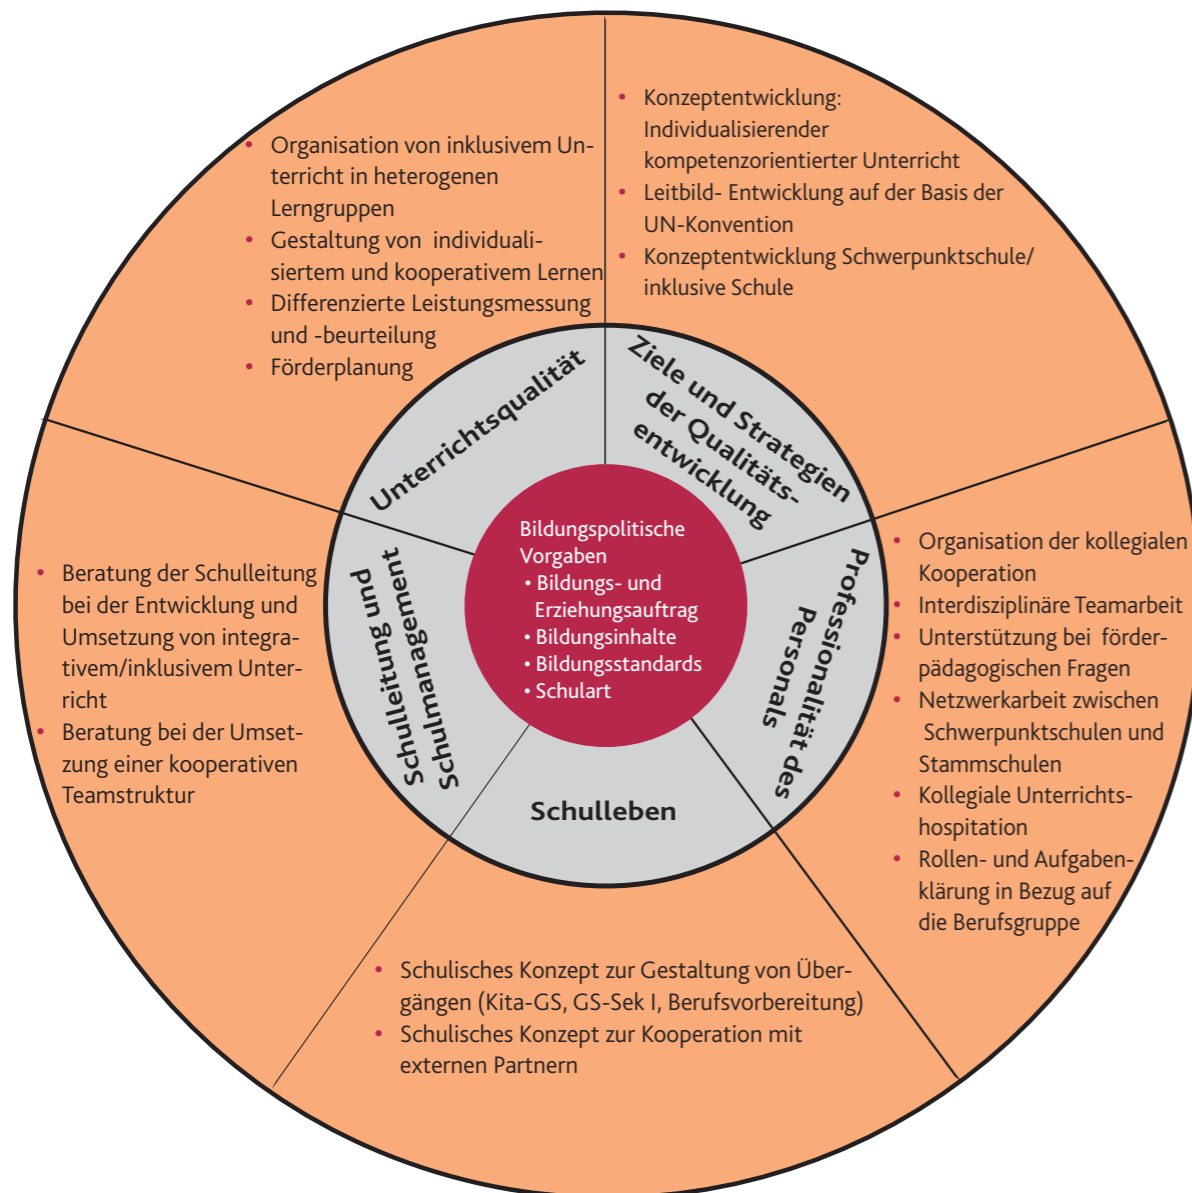 • Organisation von inklusivem Un-
terricht in heterogenen
Lerngruppen
• Gestaltung von individuali-
siertem und kooperativem Lernen
• Differenzierte Leistungsmessung
und -beurteilung
• Förderplanung
• Konzeptentwicklung:
Individualisierender
kompetenzorientierter Unterricht
• Leitbild- Entwicklung auf der Basis der
UN-Konvention
• Konzeptentwicklung Schwerpunktschule/
inklusive Schule
Unterrichtsqualität
Ziele und Strategien
der Qualitäts-
entwicklung
Bildungspolitische
Vorgaben
• Bildungs- und
Erziehungsauftrag
• Bildungsinhalte
• Bildungsstandards
• Schulart
Schulleitung und
Schulmanagement
Professionalität des
Personals
Schulleben
• Beratung der Schulleitung
bei der Entwicklung und
Umsetzung von integra-
tivem/inklusivem Unter-
richt
• Beratung bei der Umset-
zung einer kooperativen
Teamstruktur
• Organisation der kollegialen
Kooperation
• Interdisziplinäre Teamarbeit
• Unterstützung bei förder-
pädagogischen Fragen
• Netzwerkarbeit zwischen
Schwerpunktschulen und
Stammschulen
• Kollegiale Unterrichts-
hospitation
• Rollen- und Aufgaben-
klärung in Bezug auf
die Berufsgruppe
• Schulisches Konzept zur Gestaltung von Über-
gängen (Kita-GS, GS-Sek I, Berufsvorbereitung)
• Schulisches Konzept zur Kooperation mit
externen Partnern